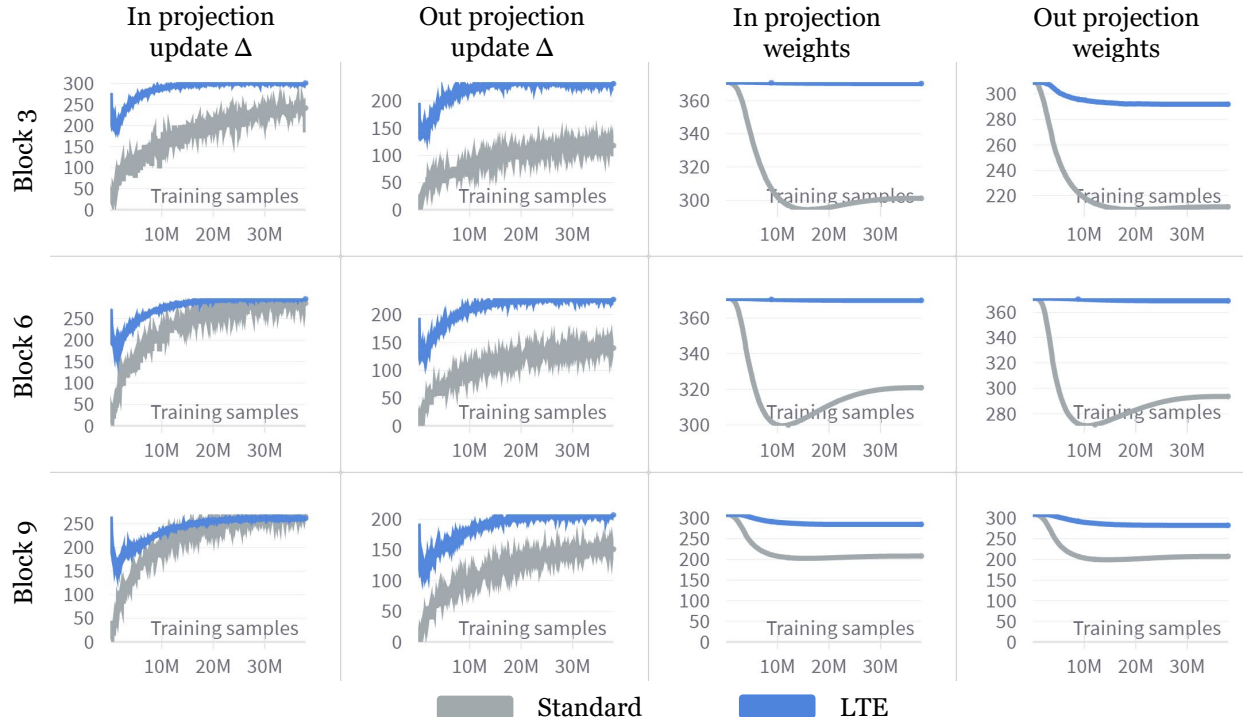 In projection
update Δ
Out projection
update Δ
In projection
weights
Out projection
weights
Block 3
300
250
200
150
100
50
0
Training samples
10M 20M 30M
200
150
100
50
0
Training samples
10M 20M 30M
360
340
320
300
Training samples
10M 20M 30M
300
280
260
240
220
Training samples
10M 20M 30M
Block 6
250
200
150
100
50
0
Training samples
10M 20M 30M
200
150
100
50
0
Training samples
10M 20M 30M
360
340
320
300
Training samples
10M 20M 30M
360
340
320
300
280
Training samples
10M 20M 30M
Block 9
250
200
150
100
50
0
Training samples
10M 20M 30M
200
150
100
50
0
Training samples
10M 20M 30M
300
250
200
150
100
50
0
Training samples
10M 20M 30M
300
250
200
150
100
50
0
Training samples
10M 20M 30M
Standard LTE